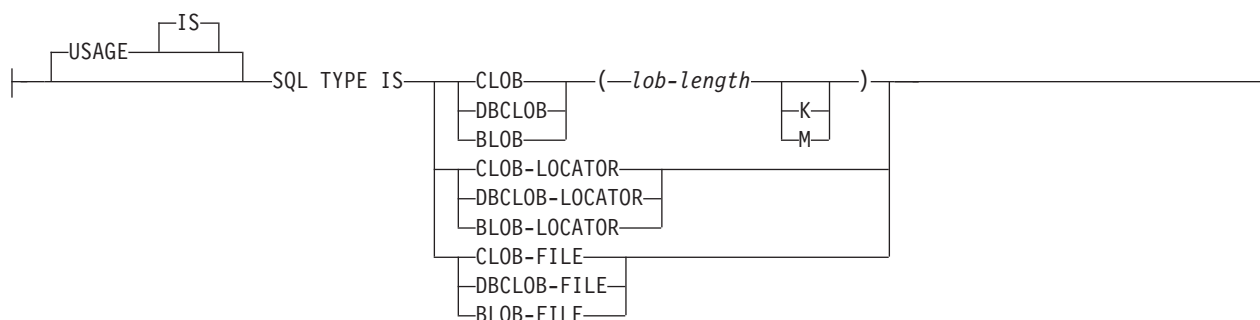 IS
USAGE
SQL TYPE IS CLOB ( lob-length )
DBCLOB K
BLOB M
CLOB-LOCATOR
DBCLOB-LOCATOR
BLOB-LOCATOR
CLOB-FILE
DBCLOB-FILE
BLOB-FILE